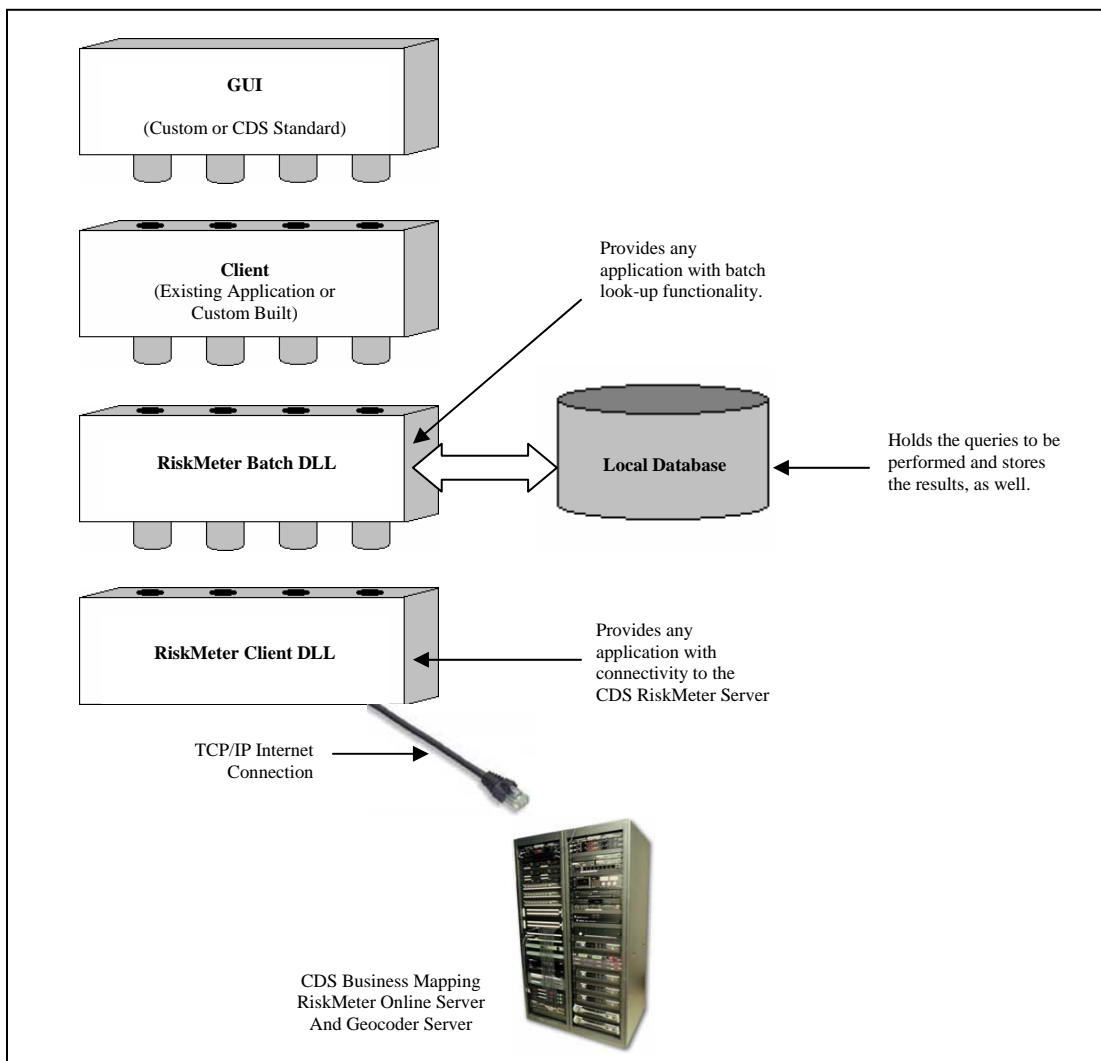 GUI
(Custom or CDS Standard)
Client
(Existing Application or
Custom Built)
Provides any
application with batch
look-up functionality.
RiskMeter Batch DLL
Local Database
Holds the queries to be
performed and stores
the results, as well.
RiskMeter Client DLL
Provides any
application with
connectivity to the
CDS RiskMeter Server
TCP/IP Internet
Connection
CDS Business Mapping
RiskMeter Online Server
And Geocoder Server